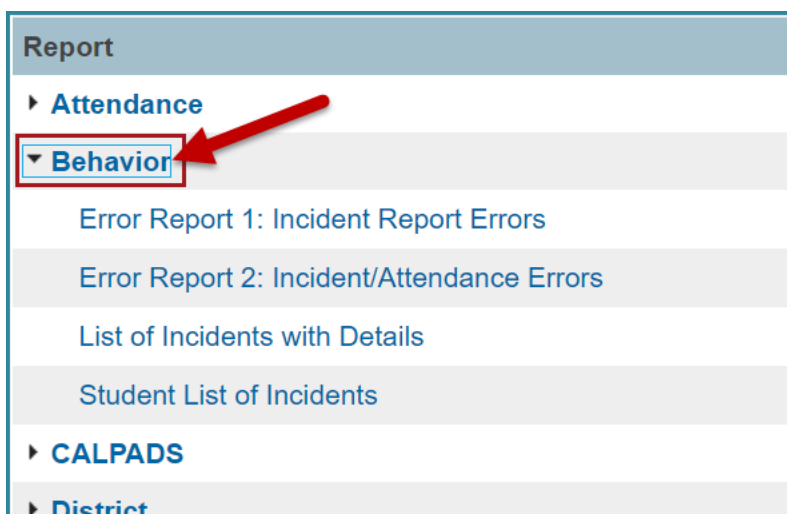 Report
Attendance
Behavior
Error Report 1: Incident Report Errors
Error Report 2: Incident/Attendance Errors
List of Incidents with Details
Student List of Incidents
CALPADS
District